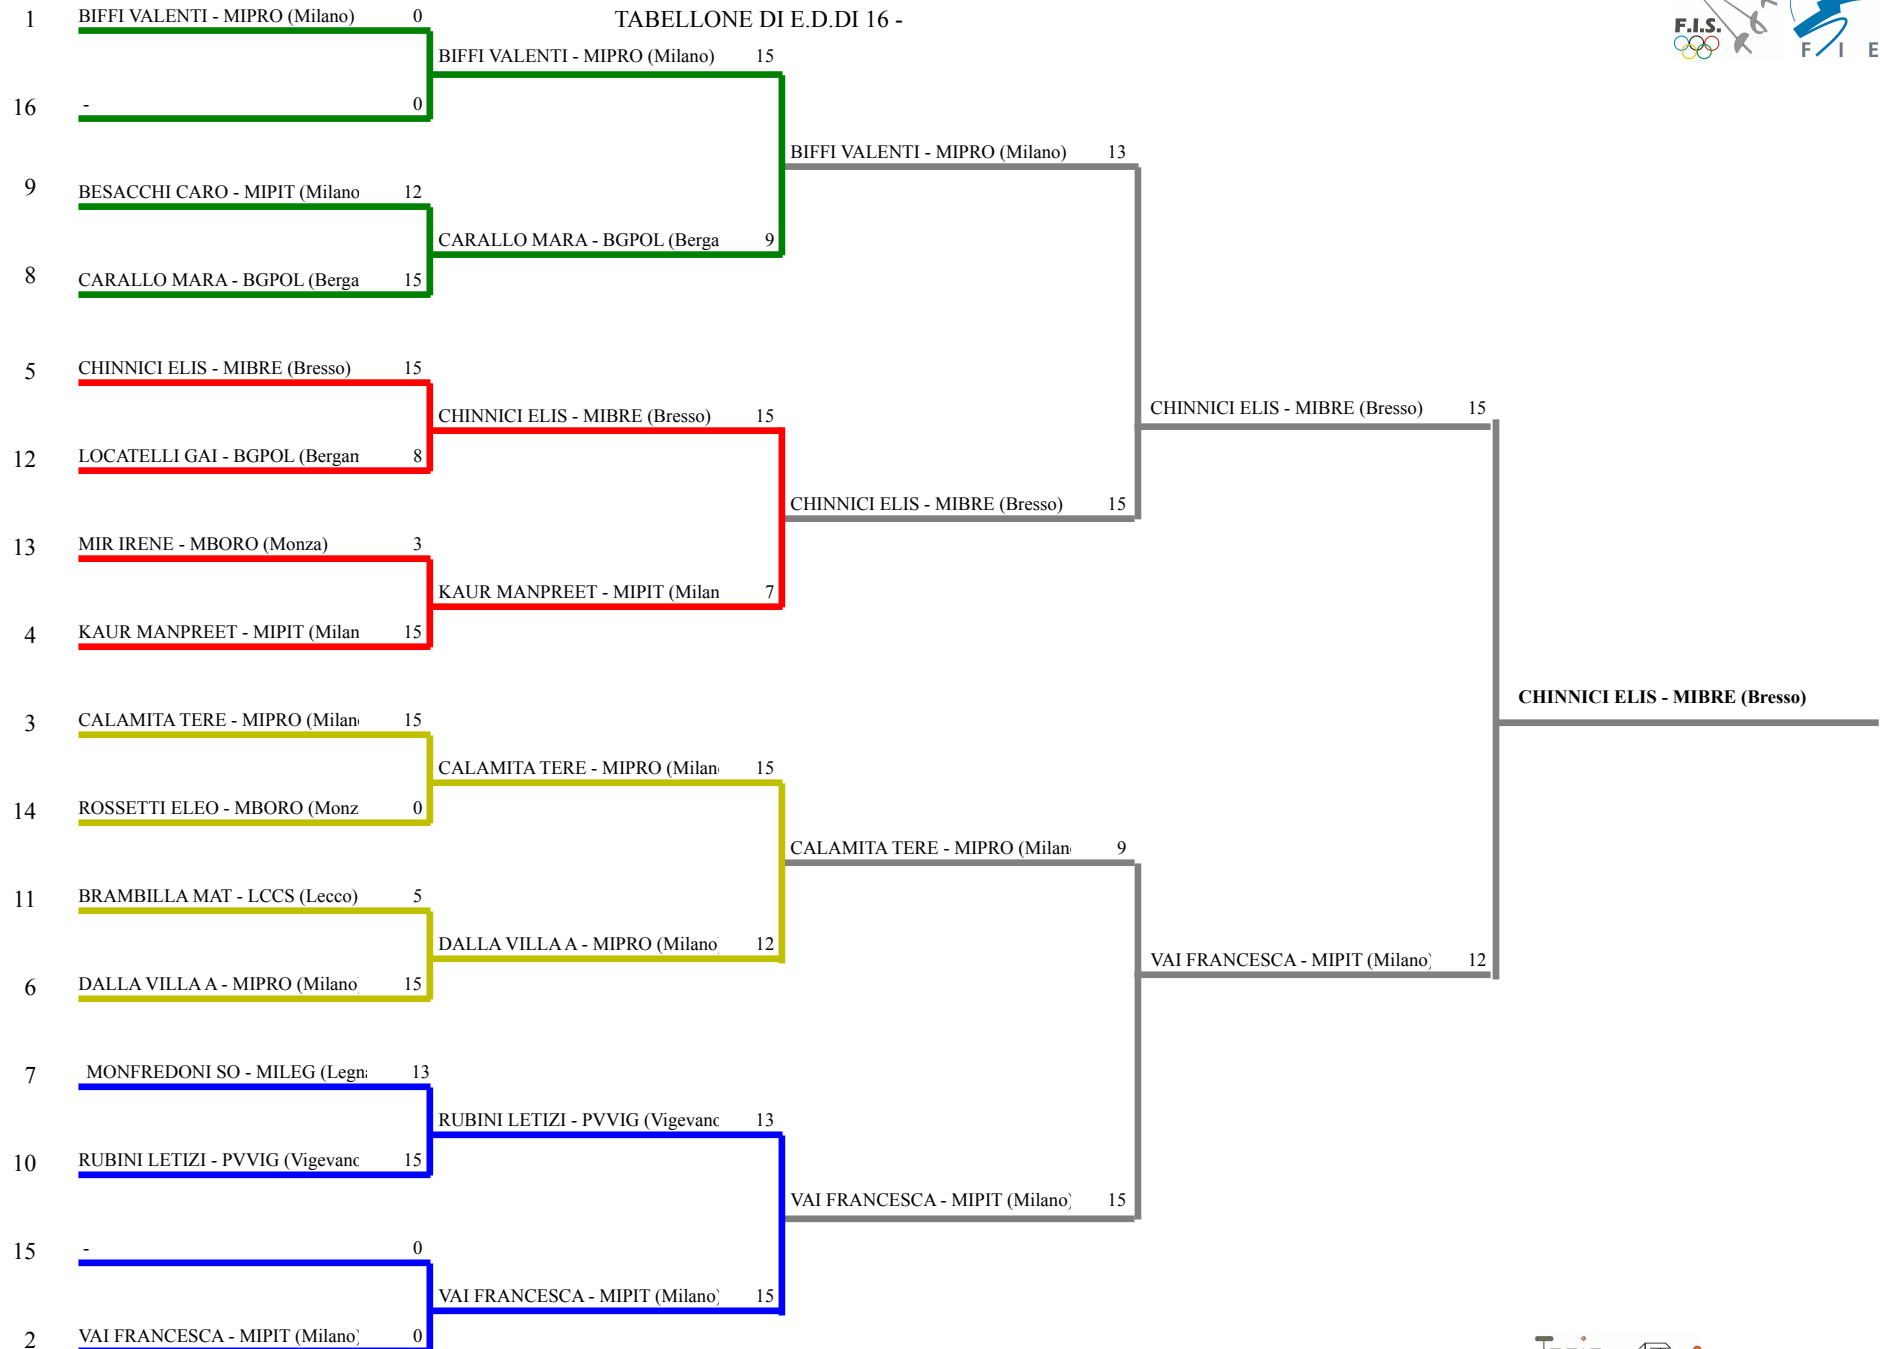 TABELLONE DI E.D.DI 16 -
F.I.S.
F I E
1 BIFFI VALENTI - MIPRO (Milano) 0
BIFFI VALENTI - MIPRO (Milano) 15
16 - 0
BIFFI VALENTI - MIPRO (Milano) 13
9 BESACCHI CARO - MIPIT (Milano 12
CARALLO MARA - BGPOL (Berga 9
8 CARALLO MARA - BGPOL (Berga 15
5 CHINNICI ELIS - MIBRE (Bresso) 15
CHINNICI ELIS - MIBRE (Bresso) 15
CHINNICI ELIS - MIBRE (Bresso) 15
12 LOCATELLI GAI - BGPOL (Bergam 8
CHINNICI ELIS - MIBRE (Bresso) 15
13 MIR IRENE - MBORO (Monza) 3
KAUR MANPREET - MIPIT (Milan 7
4 KAUR MANPREET - MIPIT (Milan 15
CHINNICI ELIS - MIBRE (Bresso)
3 CALAMITA TERE - MIPRO (Milan 15
CALAMITA TERE - MIPRO (Milan 15
14 ROSSETTI ELEO - MBORO (Monz 0
CALAMITA TERE - MIPRO (Milan 9
11 BRAMBILLA MAT - LCCS (Lecco) 5
DALLA VILLA A - MIPRO (Milano) 12
VAI FRANCESCA - MIPIT (Milano) 12
6 DALLA VILLA A - MIPRO (Milano) 15
7 MONFREDONI SO - MILEG (Legna 13
RUBINI LETIZI - PVVIG (Vigevano 13
10 RUBINI LETIZI - PVVIG (Vigevano 15
VAI FRANCESCA - MIPIT (Milano) 15
15 - 0
VAI FRANCESCA - MIPIT (Milano) 15
2 VAI FRANCESCA - MIPIT (Milano) 0